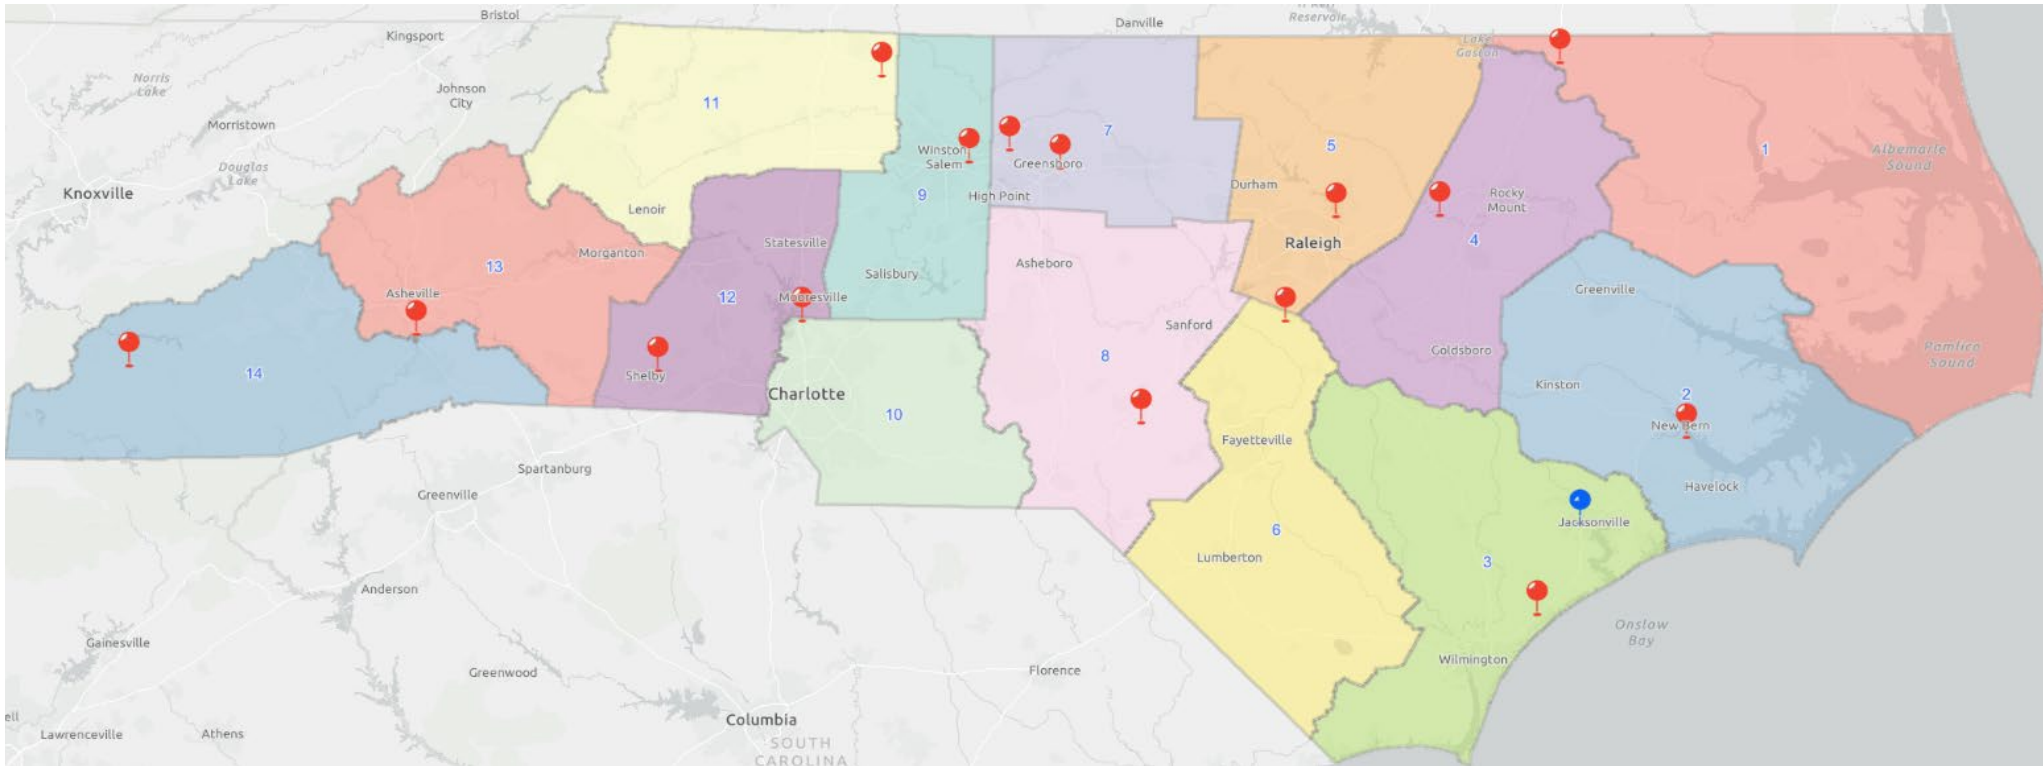 Bristol
Danville
Reservoir
Kingsport
Lake
Gaston
Norris
Lake
Johnson
City
11
Morristown
7
5
1
Albemarle
Sound
Winston
Salem
Greensboro
Douglas
Lake
Knoxville
Durham
Rocky
Mount
9
High Point
Lenoir
4
Statesville
Raleigh
Morganton
13
Asheboro
Salisbury
Asheville
12
Mooresville
Greenville
Sanford
Pamlico
Sound
14
Shelby
8
Goldsboro
Kinston
2
Charlotte
10
New Bern
Fayetteville
Spartanburg
Greenville
Havelock
Jacksonville
6
Lumberton
3
Anderson
Onslow
Bay
Gainesville
Greenwood
Florence
Wilmington
ell
Columbia
Lawrenceville
Athens
SOUTH
CAROLINA